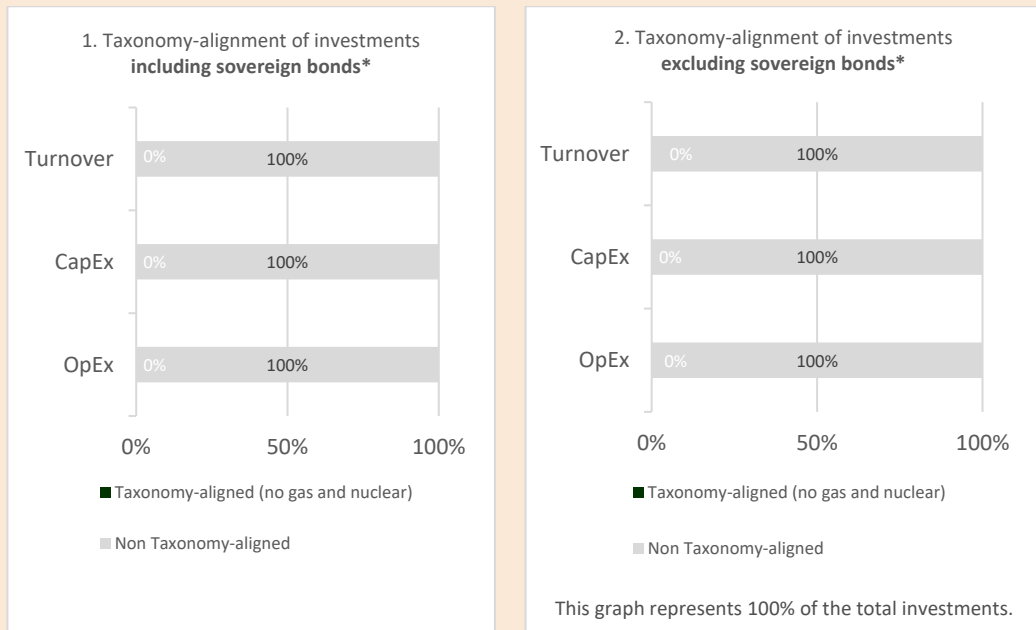 1. Taxonomy-alignment of investments
including sovereign bonds*
Turnover
0%
100%
CapEx
0%
100%
OpEx
0%
100%
0%
50%
100%
Taxonomy-aligned (no gas and nuclear)
Non Taxonomy-aligned
2. Taxonomy-alignment of investments
excluding sovereign bonds*
Turnover
0%
100%
CapEx
0%
100%
OpEx
0%
100%
0%
50%
100%
Taxonomy-aligned (no gas and nuclear)
Non Taxonomy-aligned
This graph represents 100% of the total investments.